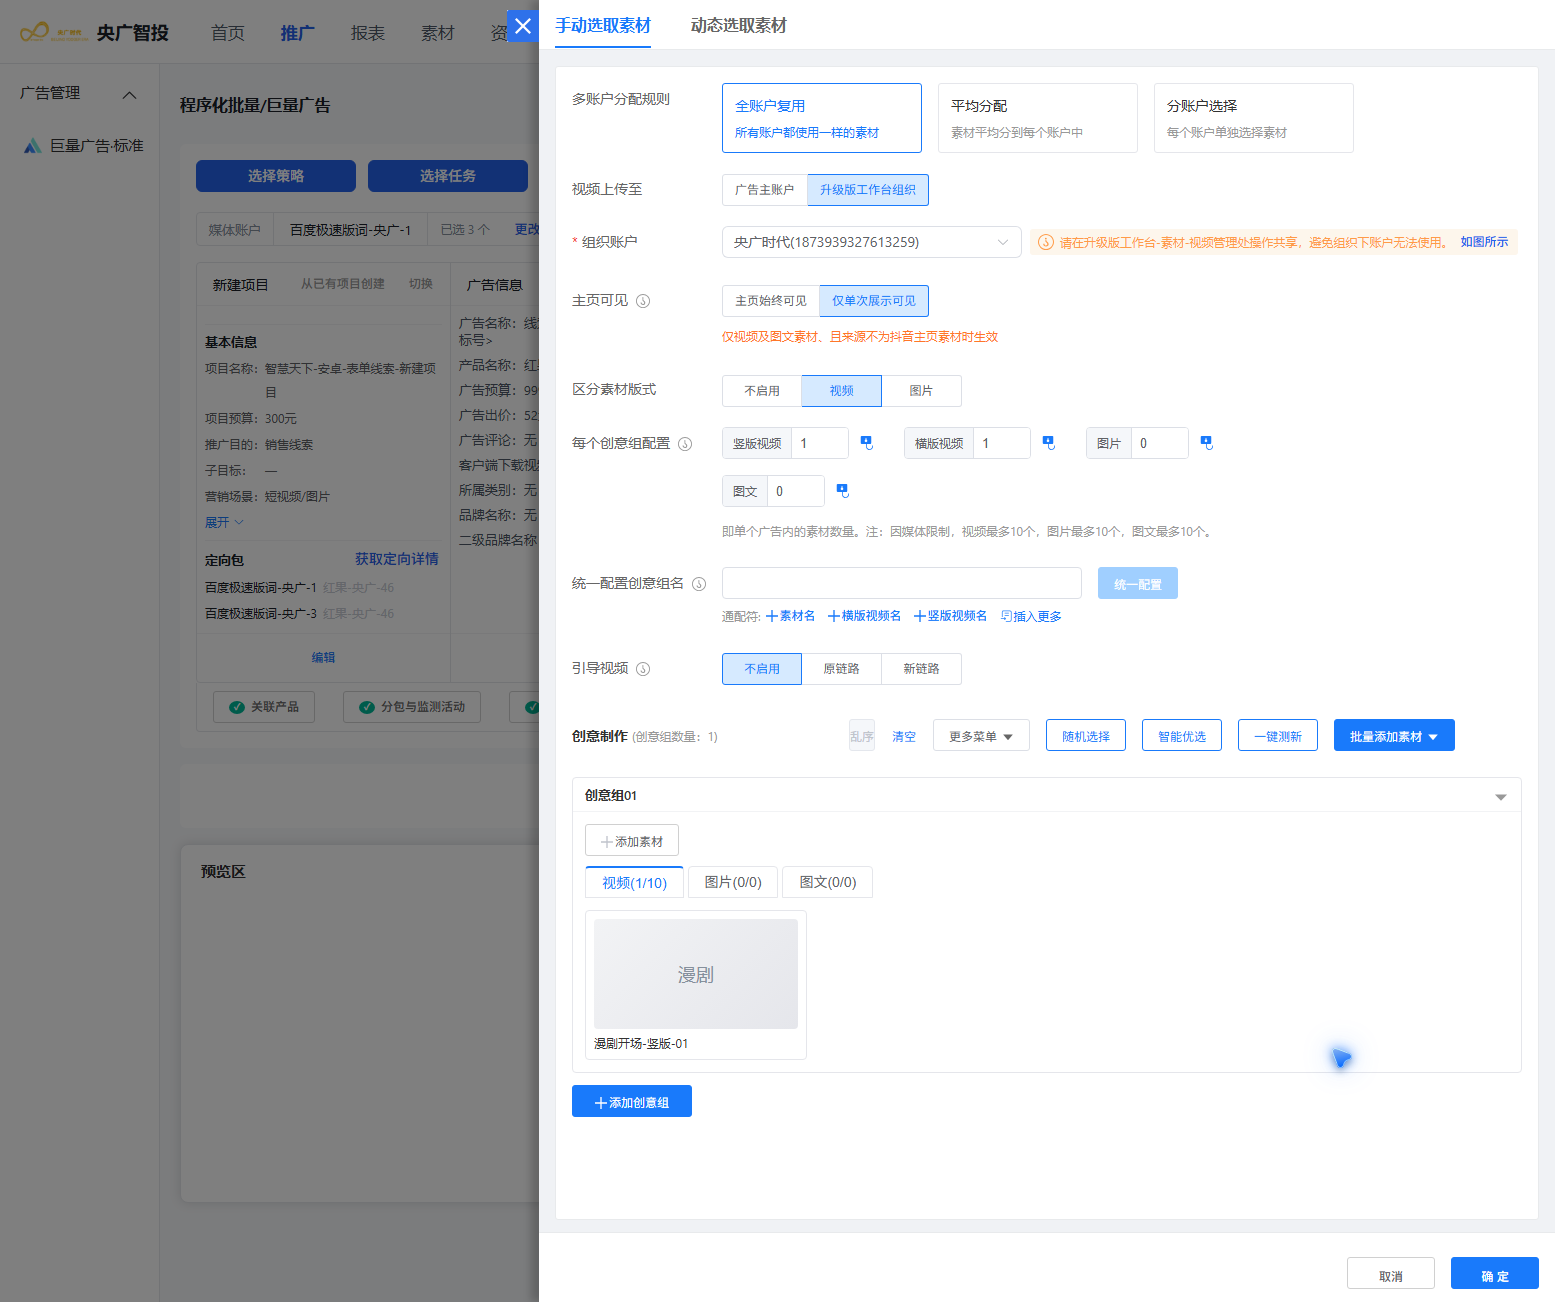 央广智投
首页
推广
报表
素材
手动选取素材
动态选取素材
广告管理
巨量广告·标准
程序化批量/巨量广告
选择策略
选择任务
媒体账户
百度极速版词-央广-1
已选 3 个
更改
新建项目
从已有项目创建
切换
广告信息
基本信息
项目名称：智慧天下-安卓-表单线索-新建项
目
项目预算：300元
推广目的：销售线索
子目标：—
营销场景：短视频/图片
展开
定向包
获取定向详情
百度极速版词-央广-1 红果-央广-46
百度极速版词-央广-3 红果-央广-46
编辑
标号>
广告评论：无
所属类别：无
品牌名称：无
二级品牌名称
关联产品
分包与监测活动
预览区
多账户分配规则
全账户复用
所有账户都使用一样的素材
平均分配
素材平均分到每个账户中
分账户选择
每个账户单独选择素材
视频上传至
广告主账户
升级版工作台组织
* 组织账户
央广时代(1873939327613259)
请在升级版工作台-素材-视频管理处操作共享，避免组织下账户无法使用。
如图所示
主页可见
主页始终可见
仅单次展示可见
仅视频及图文素材、且来源不为抖音主页素材时生效
区分素材版式
不启用
视频
图片
每个创意组配置
竖版视频
1
横版视频
1
图片
0
图文
0
即单个广告内的素材数量。注：因媒体限制，视频最多10个，图片最多10个，图文最多10个。
统一配置创意组名
统一配置
通配符:
素材名
横版视频名
竖版视频名
插入更多
引导视频
不启用
原链路
新链路
创意制作 (创意组数量：1)
乱序
清空
更多菜单
随机选择
智能优选
一键测新
批量添加素材
创意组01
添加素材
视频(1/10)
图片(0/0)
图文(0/0)
漫剧
漫剧开场-竖版-01
添加创意组
取消
确 定